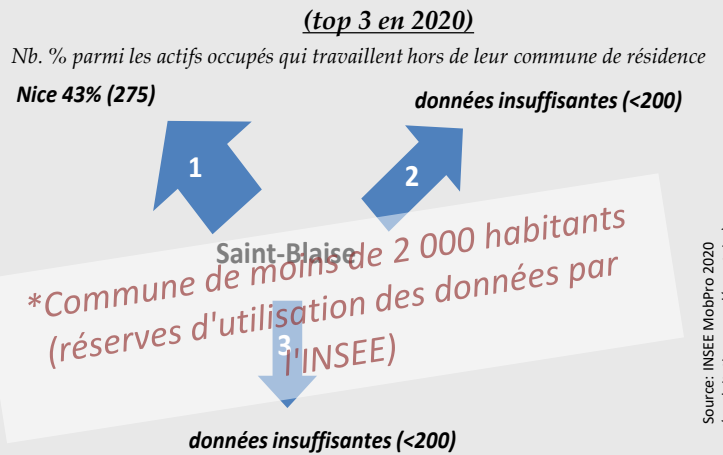 (top 3 en 2020)
Nb. % parmi les actifs occupés qui travaillent hors de leur commune de résidence
Nice 43% (275)
données insuffisantes (<200)
1
2
Saint-Blaise
*Commune de moins de 2 000 habitants
(réserves d'utilisation des données par
l'INSEE)
3
données insuffisantes (<200)
Source: INSEE MobPro 2020